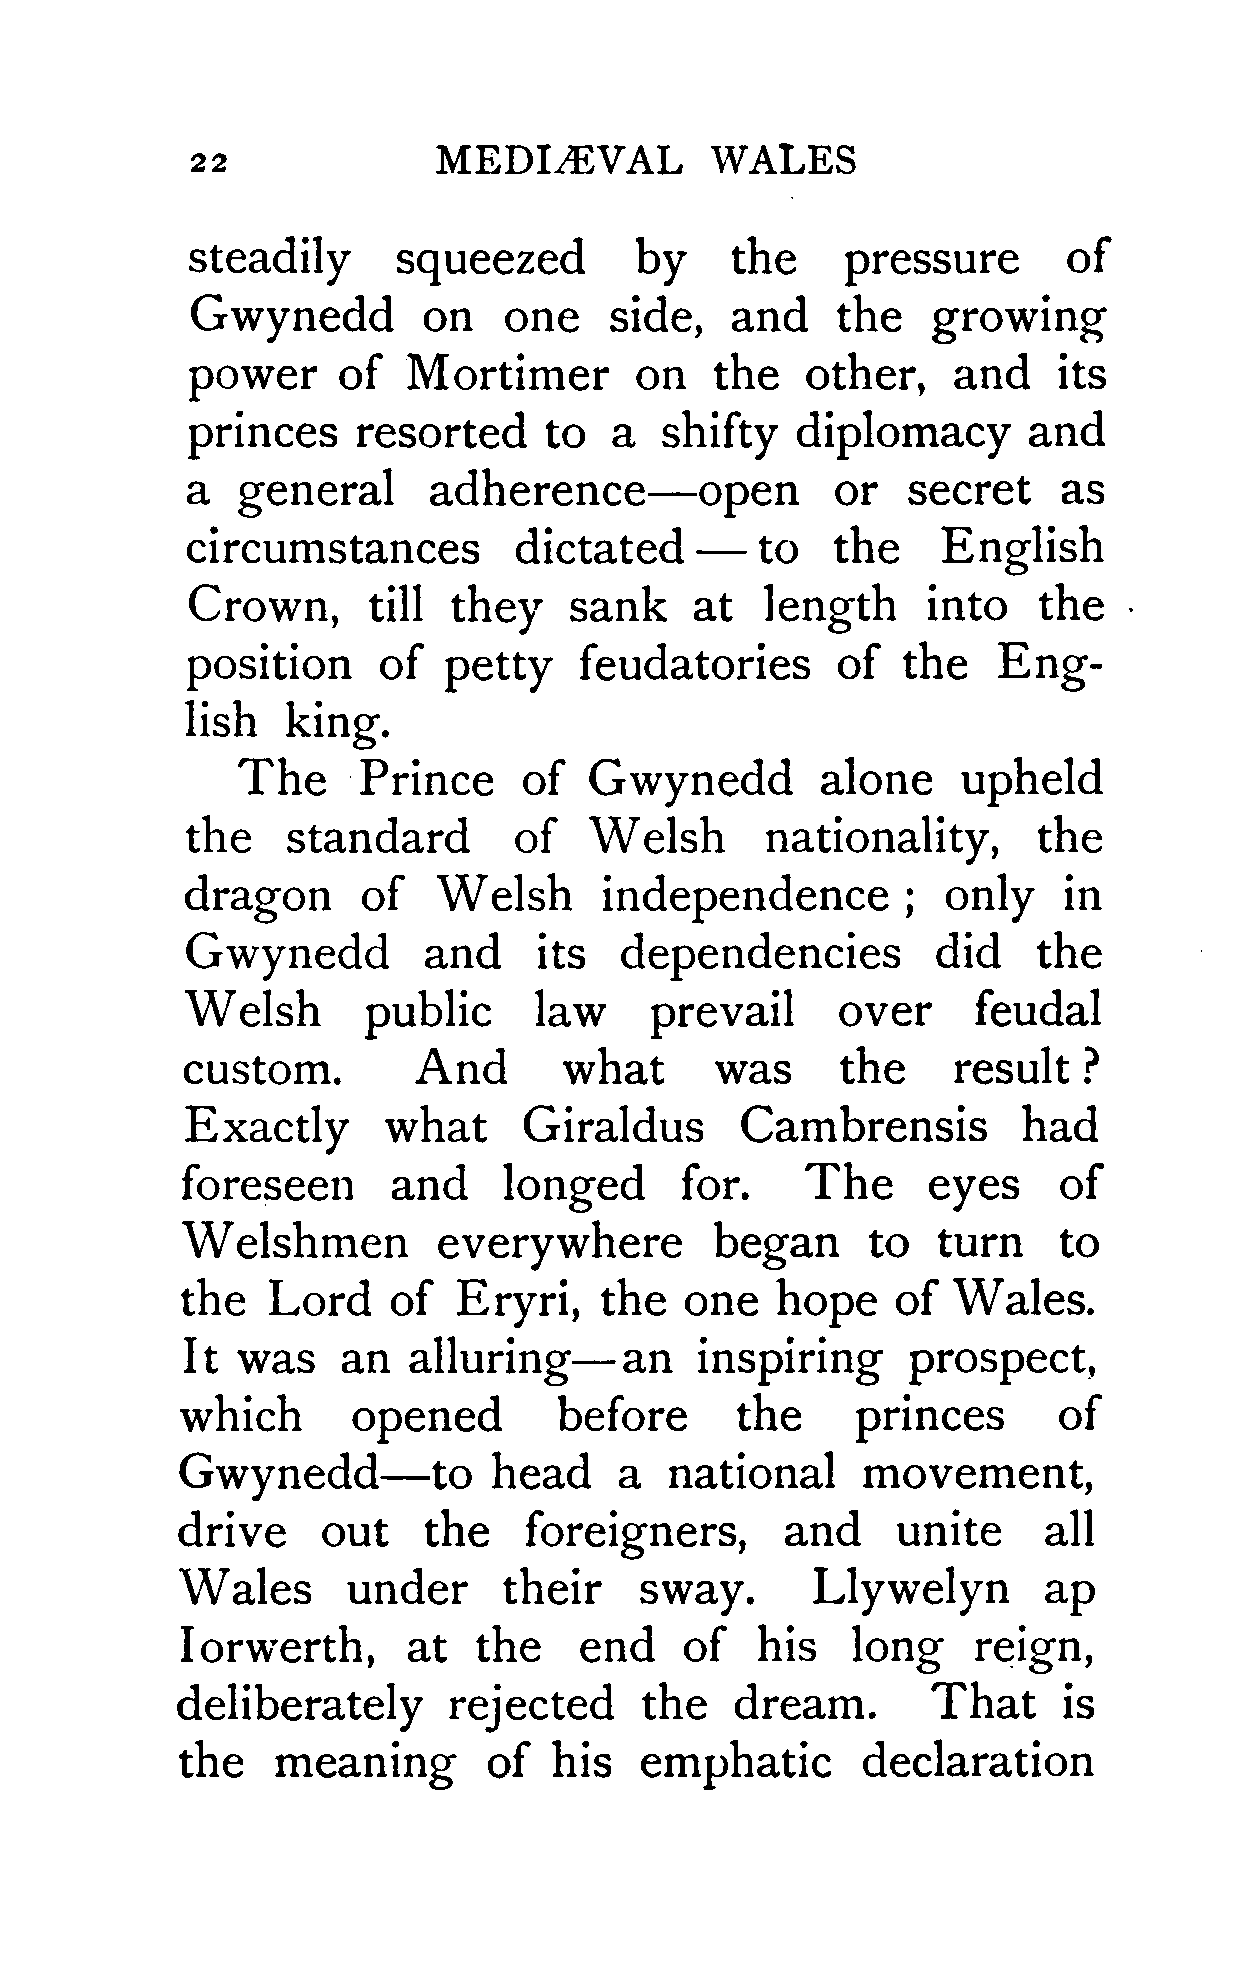 22 MEDIÆVAL WALES
steadily squeezed by the pressure of
Gwynedd on one side, and the growing
power of Mortimer on the other, and its
princes resorted to a shifty diplomacy and
a general adherence—open or secret as
circumstances dictated — to the English
Crown, till they sank at length into the
position of petty feudatories of the Eng-
lish king.
The Prince of Gwynedd alone upheld
the standard of Welsh nationality, the
dragon of Welsh independence ; only in
Gwynedd and its dependencies did the
Welsh public law prevail over feudal
custom. And what was the result ?
Exactly what Giraldus Cambrensis had
foreseen and longed for. The eyes of
Welshmen everywhere began to turn to
the Lord of Eryri, the one hope of Wales.
It was an alluring—an inspiring prospect,
which opened before the princes of
Gwynedd—to head a national movement,
drive out the foreigners, and unite all
Wales under their sway. Llywelyn ap
Iorwerth, at the end of his long reign,
deliberately rejected the dream. That is
the meaning of his emphatic declaration